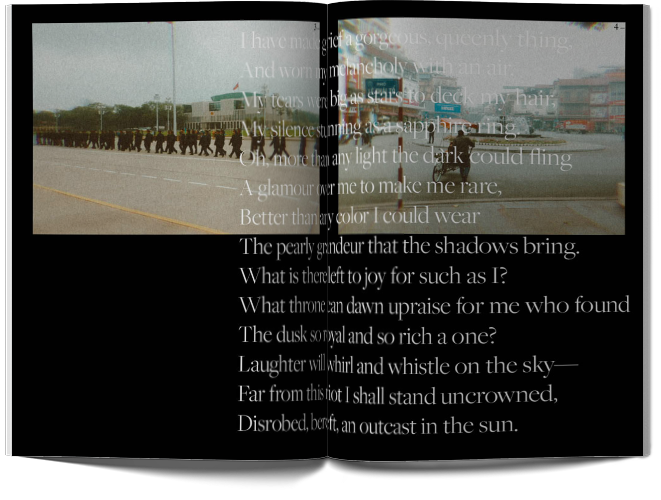 3
4
I have made grief a gorgeous, queenly thing,
And worn my melancholy with an air.
My tears were big as stars to deck my hair,
My silence stunning as a sapphire ring.
Oh, more than any light the dark could fling
A glamour over me to make me rare,
Better than any color I could wear
The pearly grandeur that the shadows bring.
What is there left to joy for such as I?
What throne can dawn upraise for me who found
The dusk so royal and so rich a one?
Laughter will whirl and whistle on the sky—
Far from this riot I shall stand uncrowned,
Disrobed, bereft, an outcast in the sun.